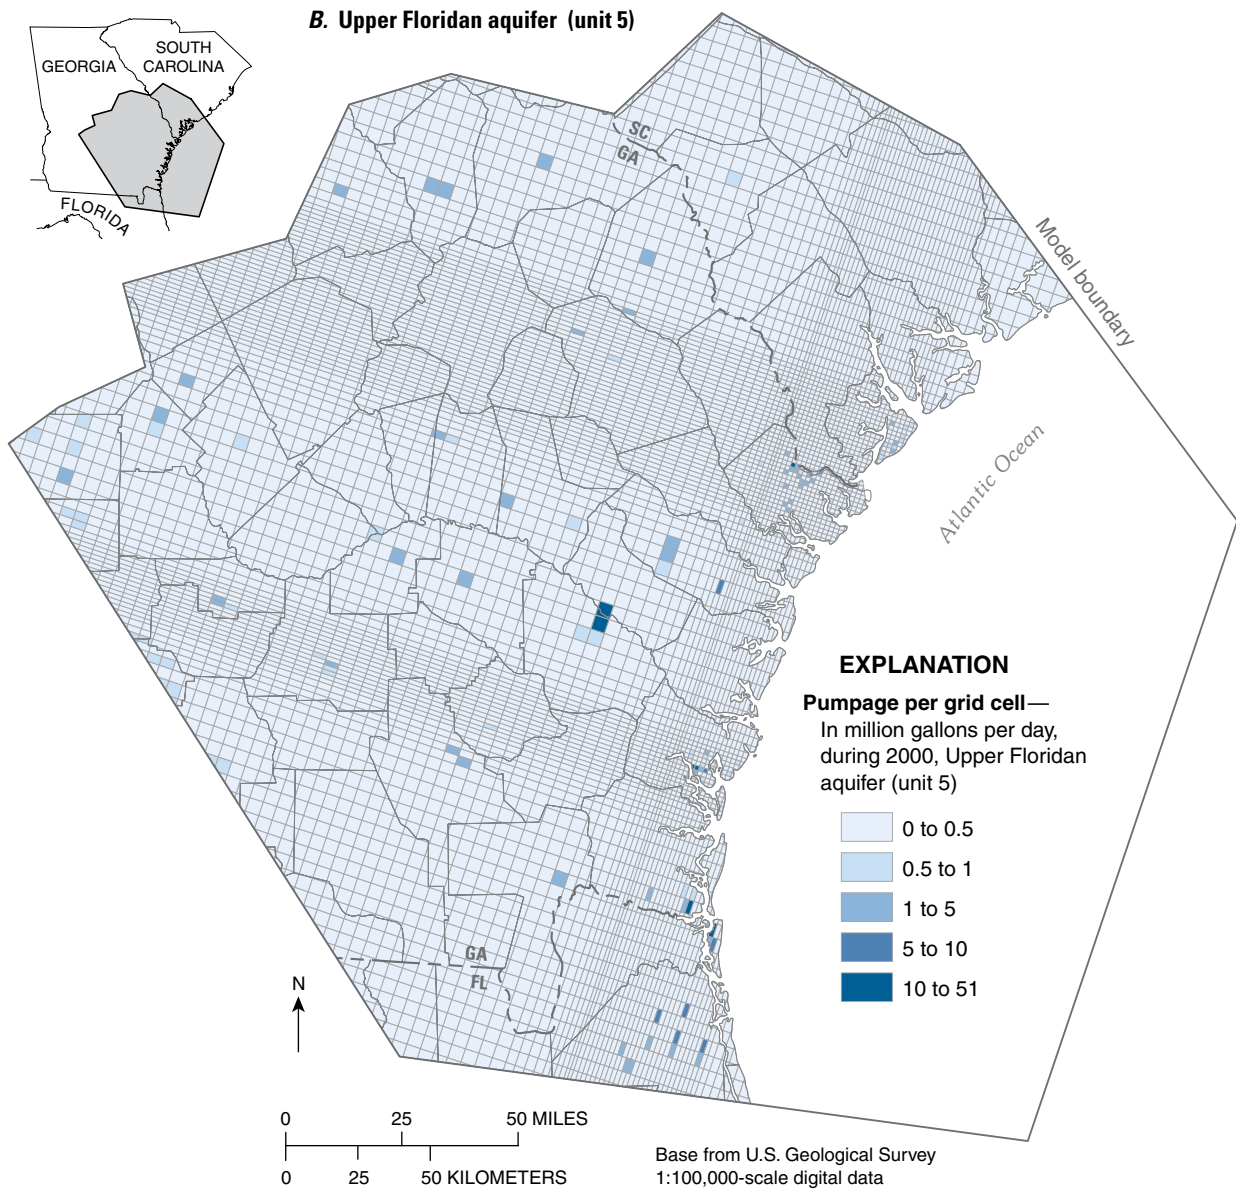 B. Upper Floridan aquifer (unit 5)
SOUTH
CAROLINA
GEORGIA
FLORIDA
SC
GA
Model boundary
Atlantic Ocean
EXPLANATION
Pumpage per grid cell—
In million gallons per day,
during 2000, Upper Floridan
aquifer (unit 5)
0 to 0.5
0.5 to 1
1 to 5
5 to 10
10 to 51
GA
FL
N
0 25 50 MILES
0 25 50 KILOMETERS
Base from U.S. Geological Survey
1:100,000-scale digital data